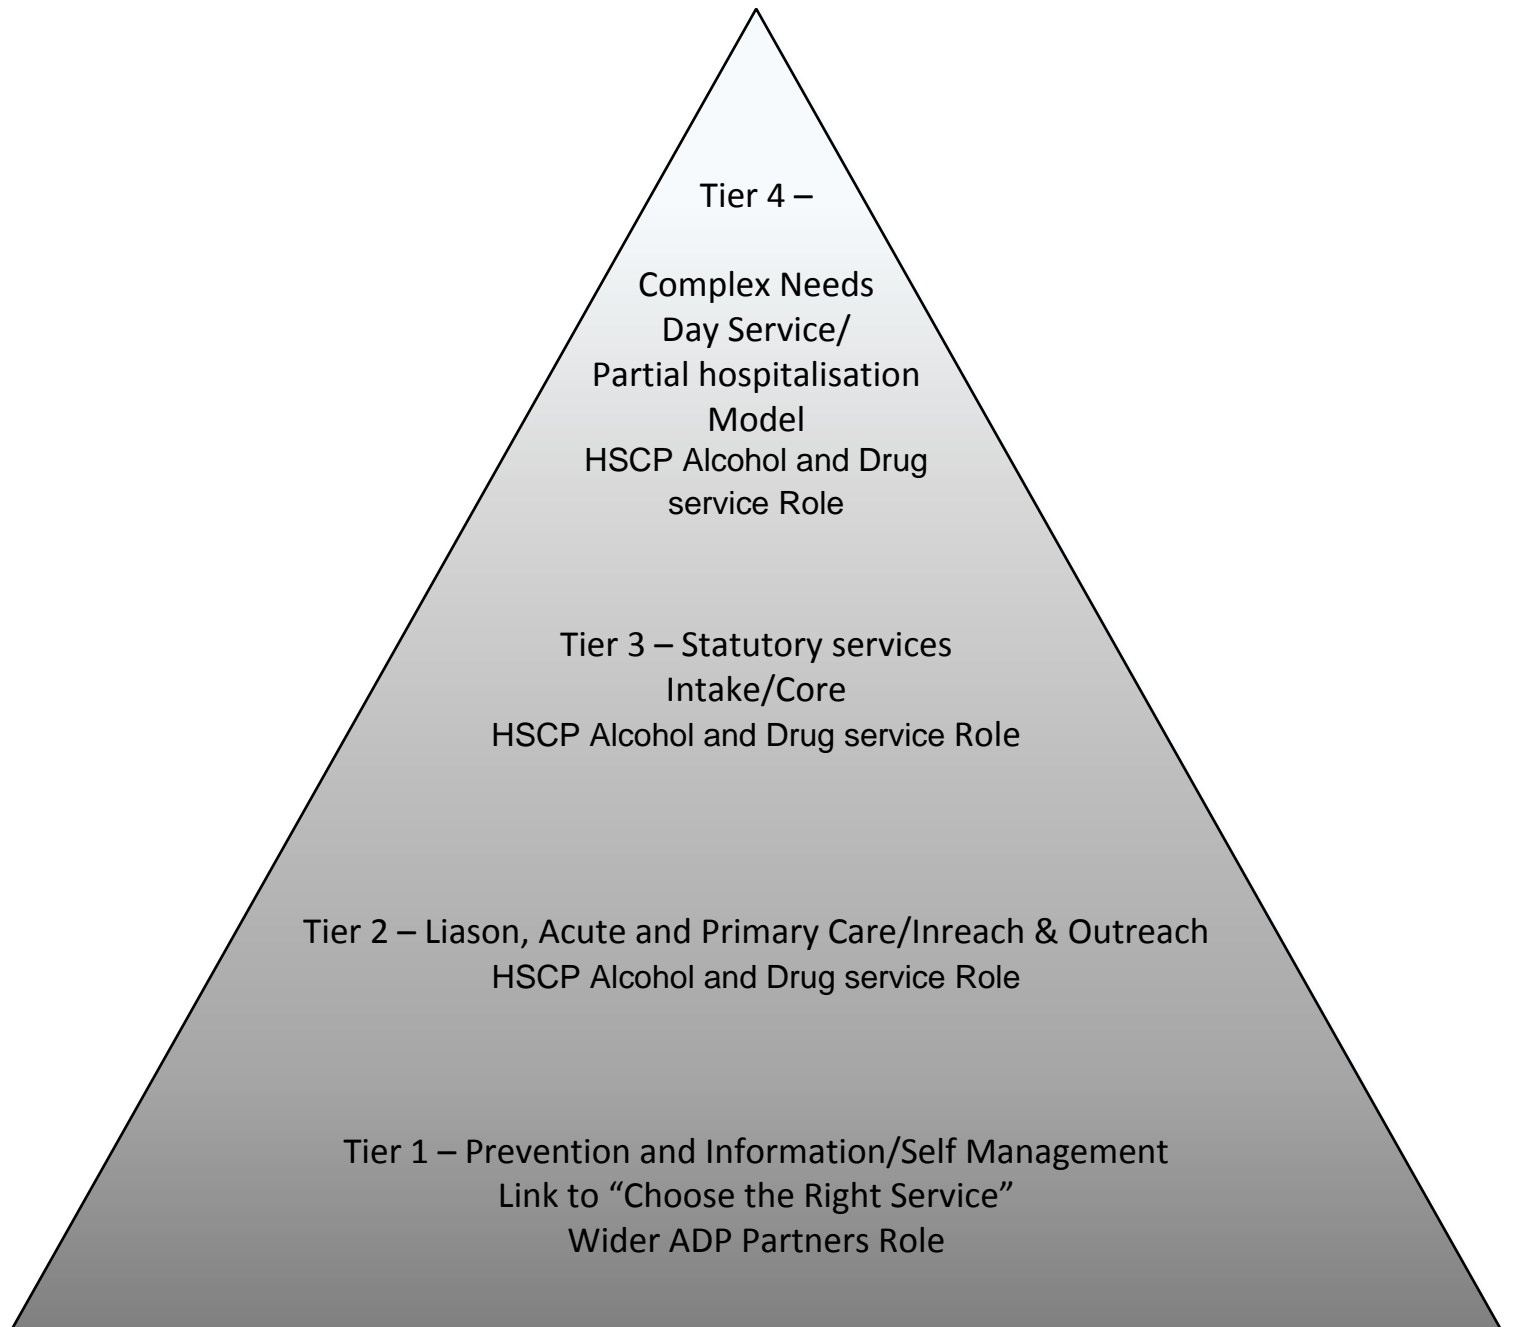 Tier 4 –
Complex Needs
Day Service/
Partial hospitalisation
Model
HSCP Alcohol and Drug
service Role
Tier 3 – Statutory services
Intake/Core
HSCP Alcohol and Drug service Role
Tier 2 – Liason, Acute and Primary Care/Inreach & Outreach
HSCP Alcohol and Drug service Role
Tier 1 – Prevention and Information/Self Management
Link to “Choose the Right Service”
Wider ADP Partners Role